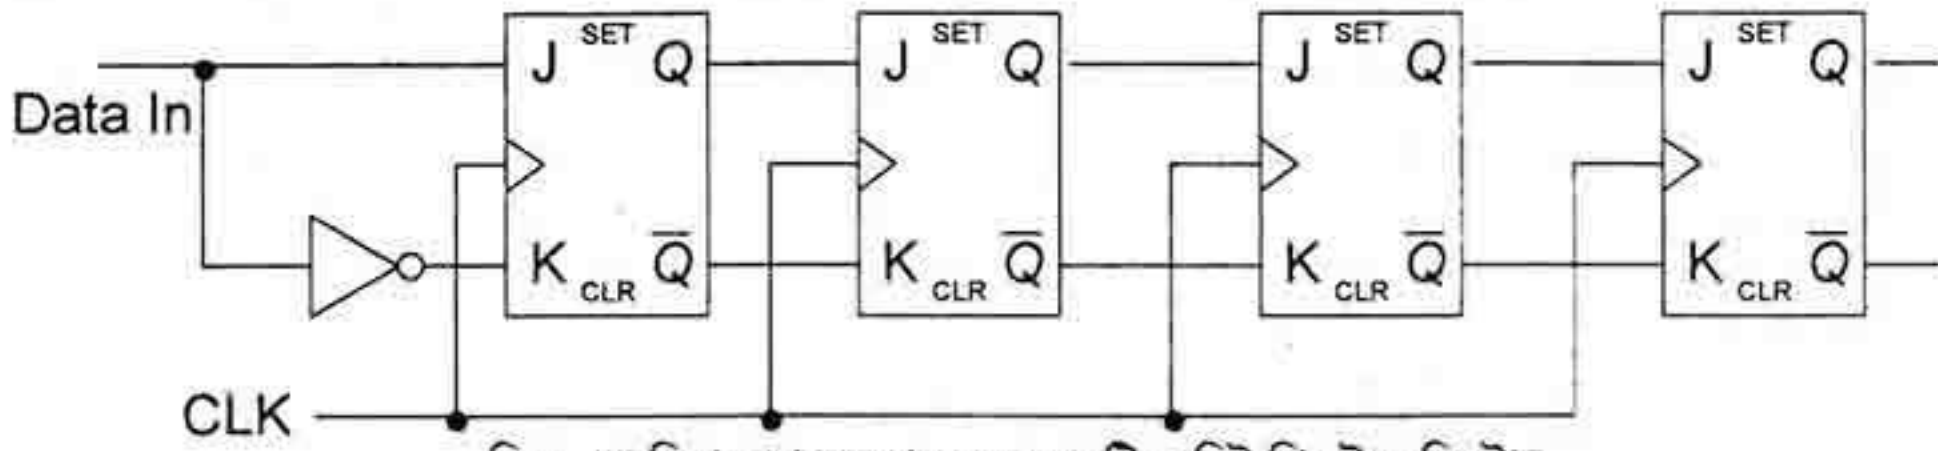 SET SET SET SET
J Q J Q J Q J Q
Data In
K Q̅ K Q̅ K Q̅ K Q̅
CLR CLR CLR CLR
CLK